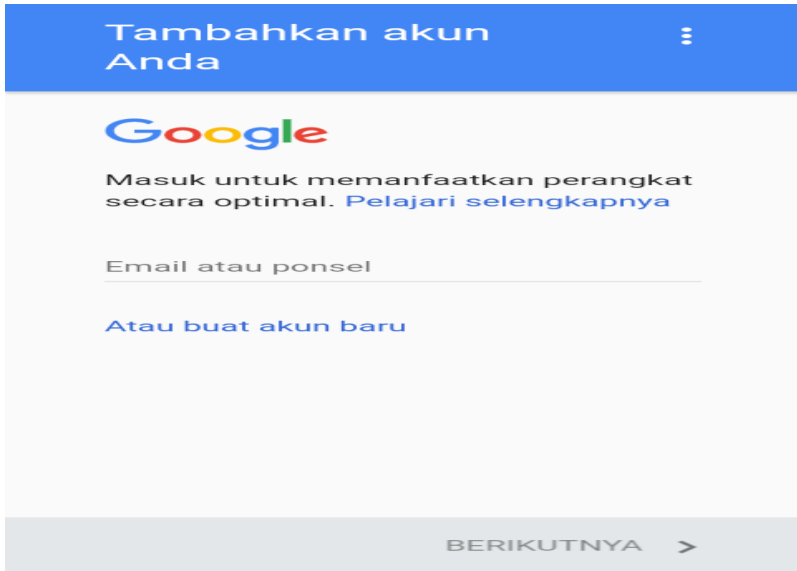 Tambahkan akun
Anda
Google
Masuk untuk memanfaatkan perangkat
secara optimal. Pelajari selengkapnya
Email atau ponsel
Atau buat akun baru
BERIKUTNYA >